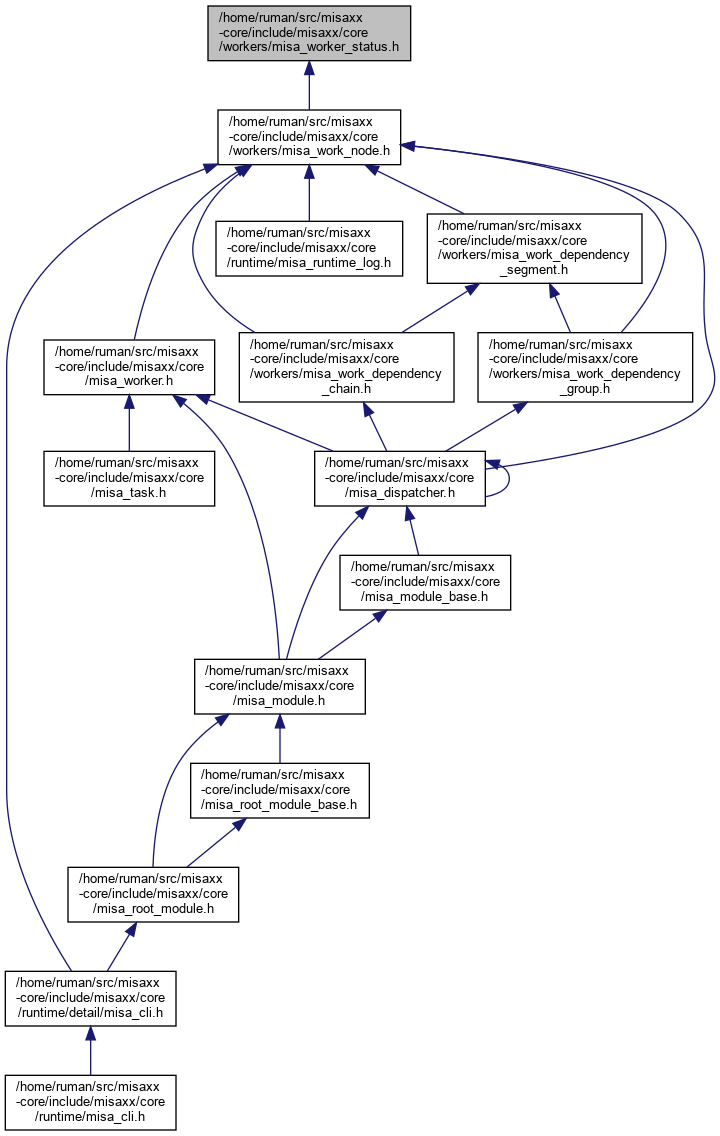 /home/ruman/src/misaxx
-core/include/misaxx/core
/workers/misa_worker_status.h
/home/ruman/src/misaxx
-core/include/misaxx/core
/workers/misa_work_node.h
/home/ruman/src/misaxx
-core/include/misaxx/core
/runtime/misa_runtime_log.h
/home/ruman/src/misaxx
-core/include/misaxx/core
/workers/misa_work_dependency
_segment.h
/home/ruman/src/misaxx
-core/include/misaxx/core
/misa_worker.h
/home/ruman/src/misaxx
-core/include/misaxx/core
/workers/misa_work_dependency
_chain.h
/home/ruman/src/misaxx
-core/include/misaxx/core
/workers/misa_work_dependency
_group.h
/home/ruman/src/misaxx
-core/include/misaxx/core
/misa_task.h
/home/ruman/src/misaxx
-core/include/misaxx/core
/misa_dispatcher.h
/home/ruman/src/misaxx
-core/include/misaxx/core
/misa_module_base.h
/home/ruman/src/misaxx
-core/include/misaxx/core
/misa_module.h
/home/ruman/src/misaxx
-core/include/misaxx/core
/misa_root_module_base.h
/home/ruman/src/misaxx
-core/include/misaxx/core
/misa_root_module.h
/home/ruman/src/misaxx
-core/include/misaxx/core
/runtime/detail/misa_cli.h
/home/ruman/src/misaxx
-core/include/misaxx/core
/runtime/misa_cli.h